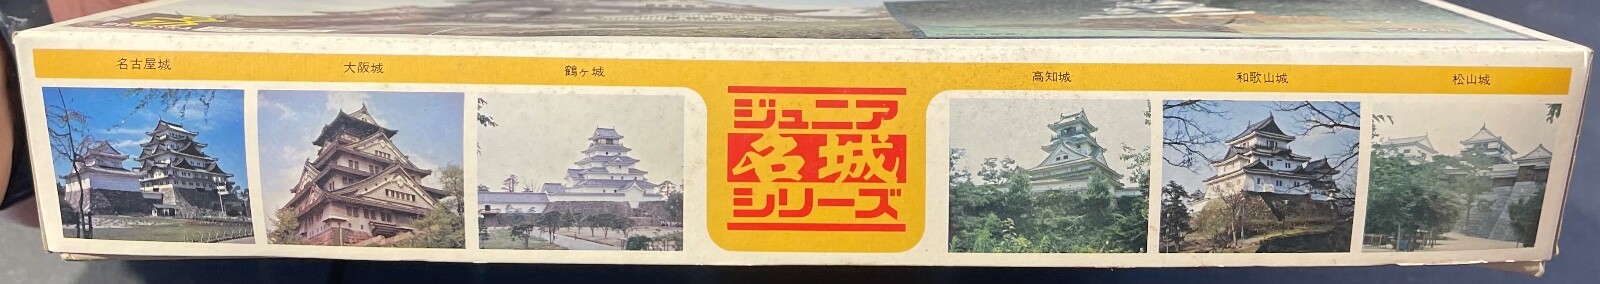 名古屋城
大阪城
鶴ヶ城
ジュニア
名城
シリーズ
高知城
和歌山城
松山城